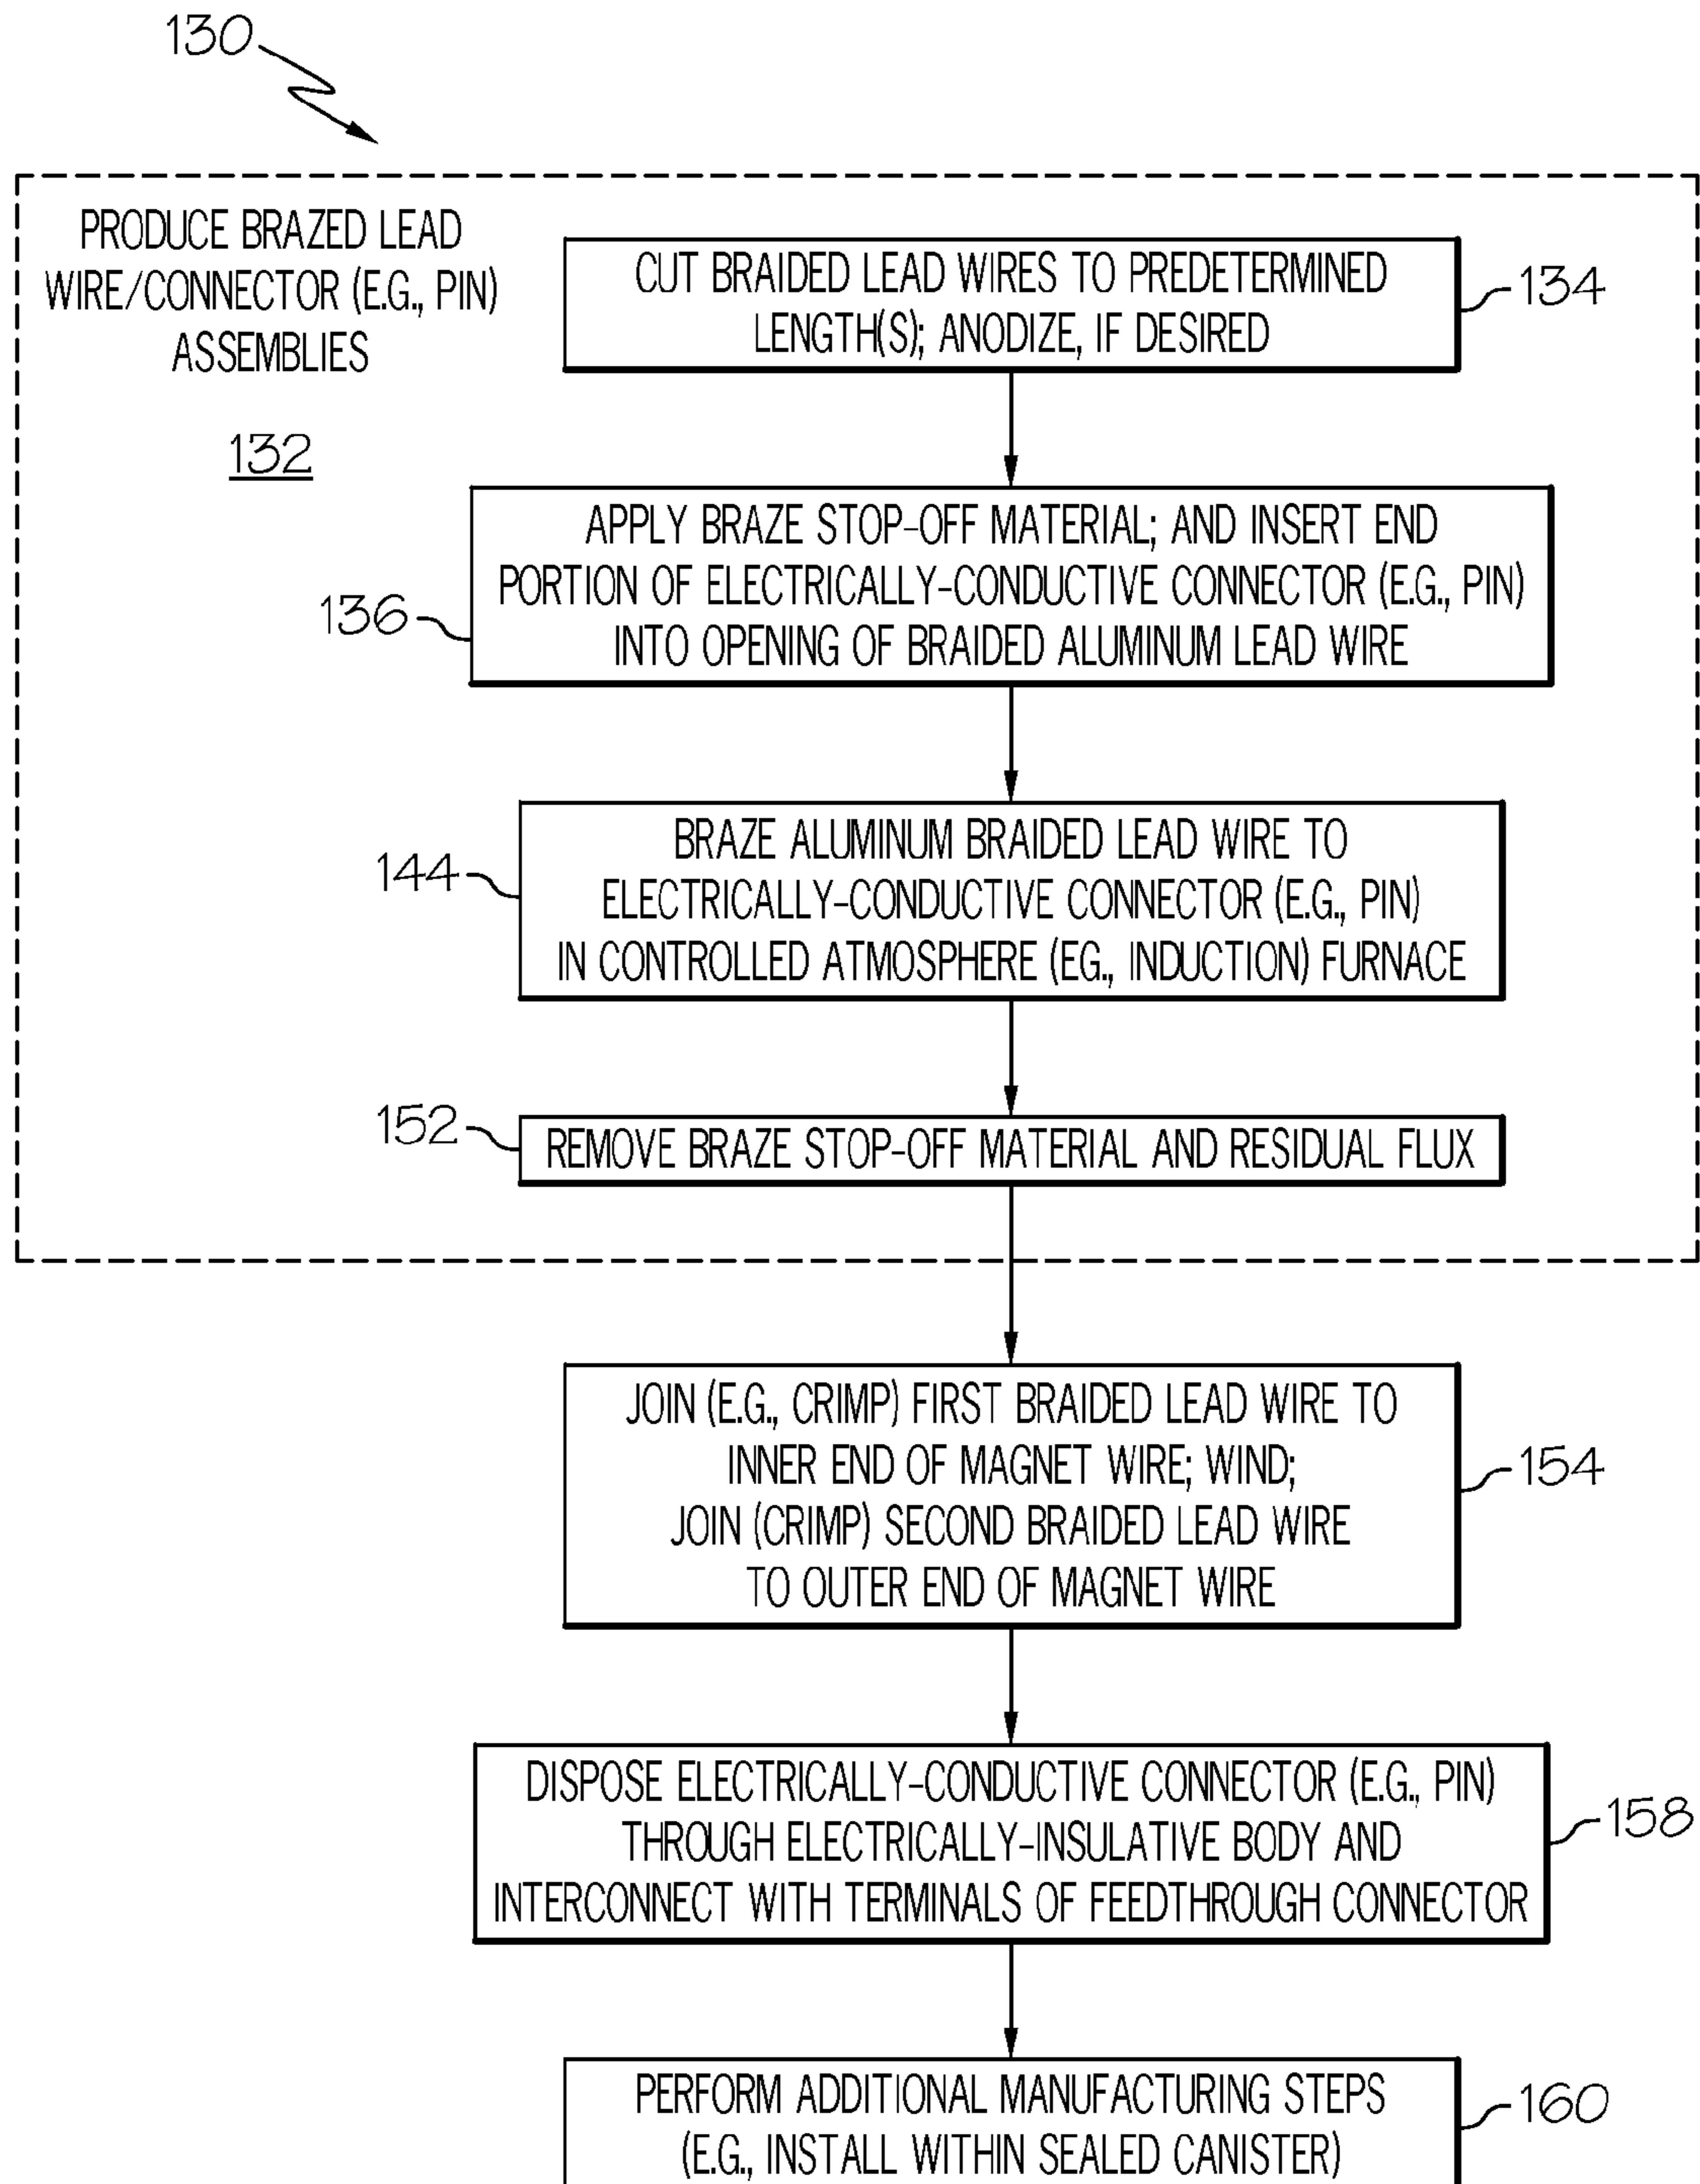 130
PRODUCE BRAZED LEAD
WIRE/CONNECTOR (E.G., PIN)
ASSEMBLIES
132
CUT BRAIDED LEAD WIRES TO PREDETERMINED
LENGTH(S); ANODIZE, IF DESIRED
134
APPLY BRAZE STOP-OFF MATERIAL; AND INSERT END
PORTION OF ELECTRICALLY-CONDUCTIVE CONNECTOR (E.G., PIN)
INTO OPENING OF BRAIDED ALUMINUM LEAD WIRE
136
BRAZE ALUMINUM BRAIDED LEAD WIRE TO
ELECTRICALLY-CONDUCTIVE CONNECTOR (E.G., PIN)
IN CONTROLLED ATMOSPHERE (EG., INDUCTION) FURNACE
144
152
REMOVE BRAZE STOP-OFF MATERIAL AND RESIDUAL FLUX
JOIN (E.G., CRIMP) FIRST BRAIDED LEAD WIRE TO
INNER END OF MAGNET WIRE; WIND;
JOIN (CRIMP) SECOND BRAIDED LEAD WIRE
TO OUTER END OF MAGNET WIRE
154
DISPOSE ELECTRICALLY-CONDUCTIVE CONNECTOR (E.G., PIN)
THROUGH ELECTRICALLY-INSULATIVE BODY AND
INTERCONNECT WITH TERMINALS OF FEEDTHROUGH CONNECTOR
158
PERFORM ADDITIONAL MANUFACTURING STEPS
(E.G., INSTALL WITHIN SEALED CANISTER)
160